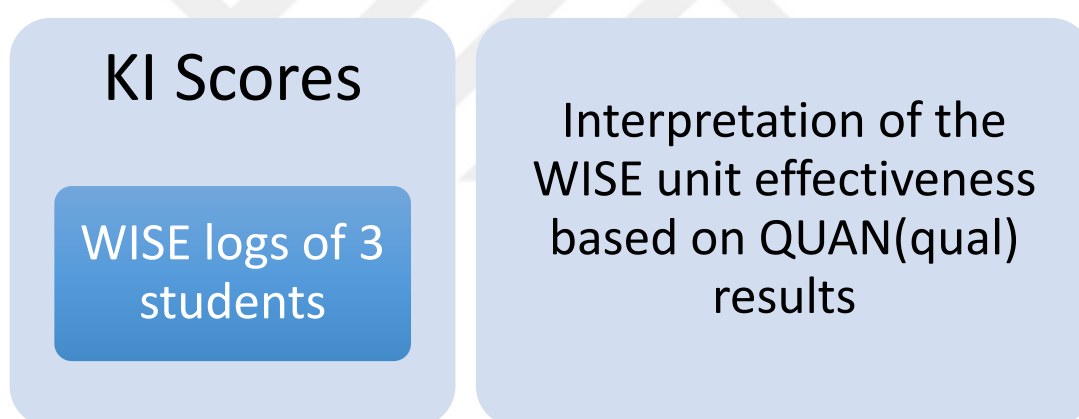 KI Scores
WISE logs of 3
students
Interpretation of the
WISE unit effectiveness
based on QUAN(qual)
results